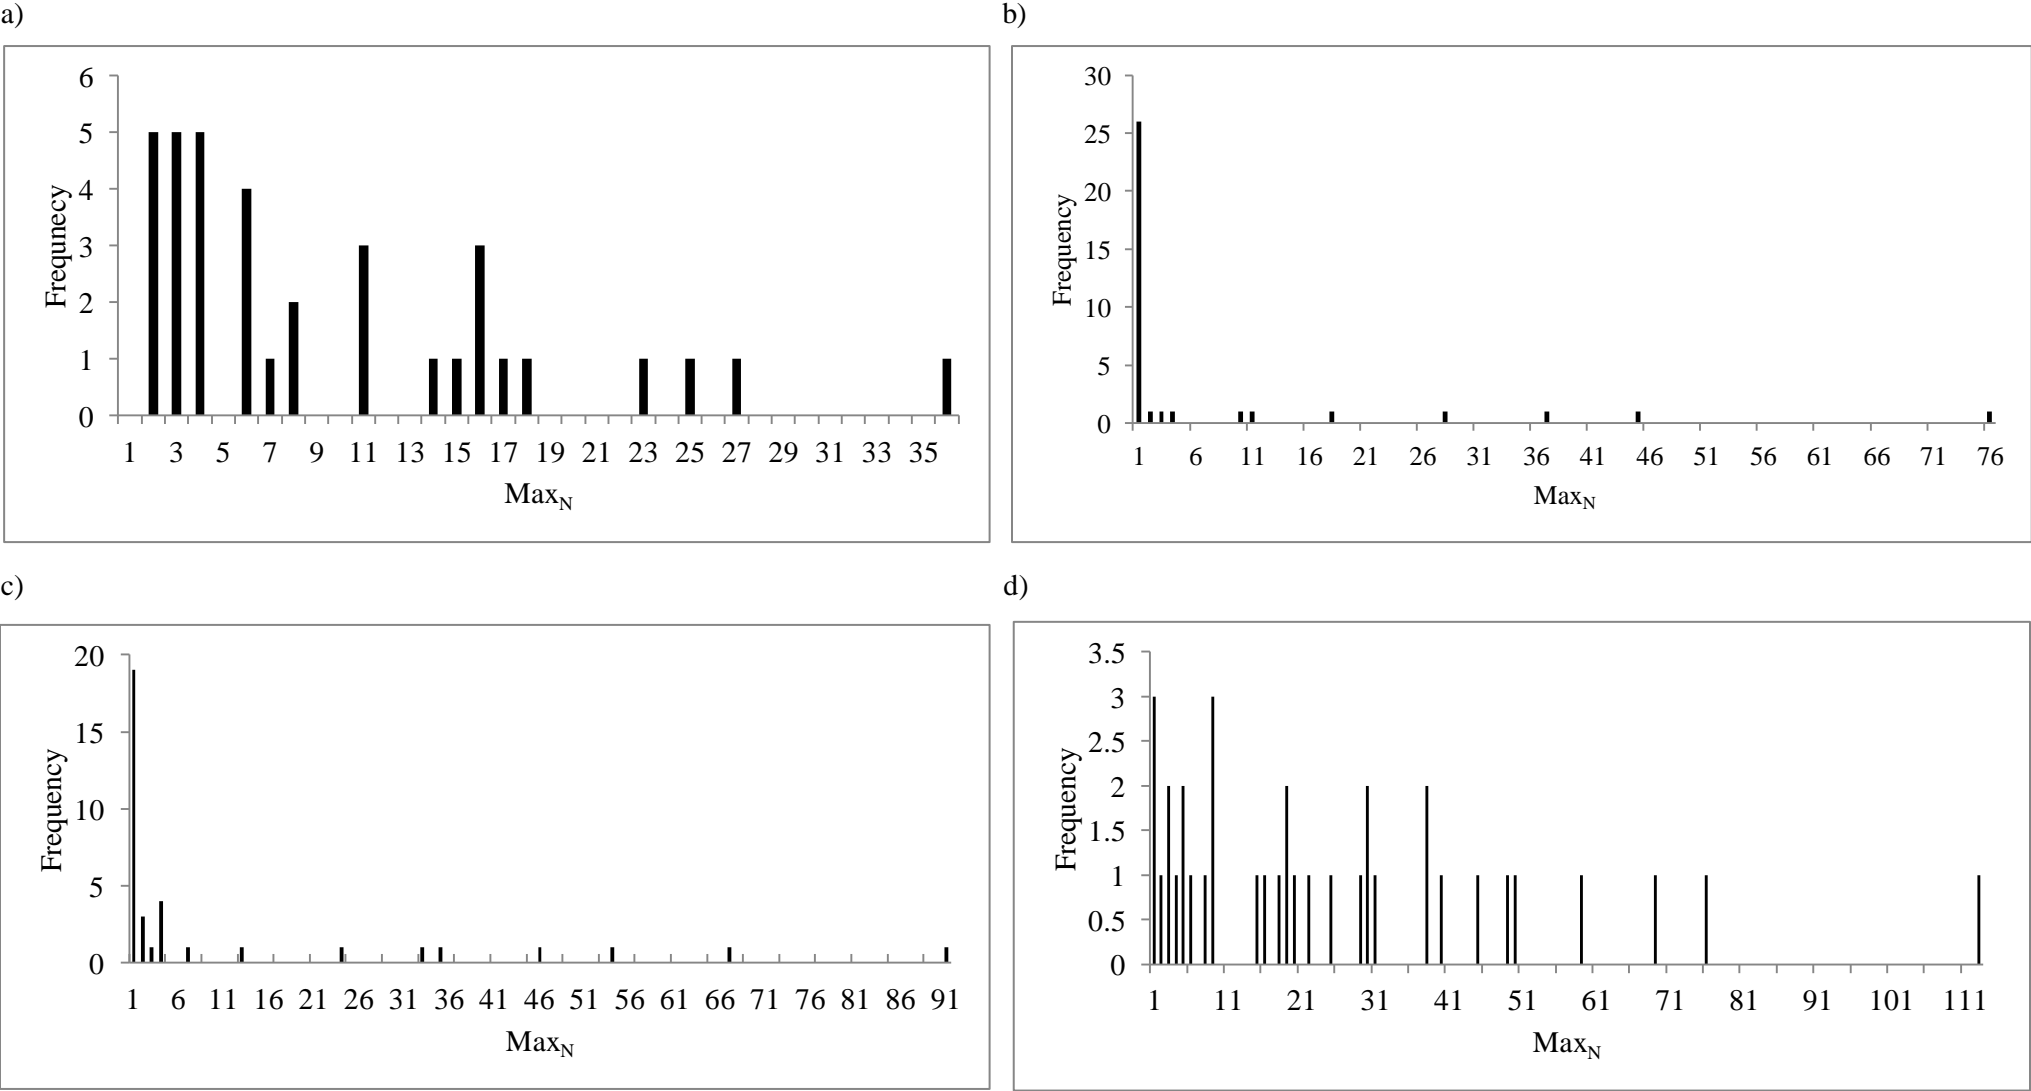 a)
6
5
4
3
2
1
0
Frequnecy
1 3 5 7 9 11 13 15 17 19 21 23 25 27 29 31 33 35
MaxN
b)
30
25
20
15
10
5
0
Frequency
1 6 11 16 21 26 31 36 41 46 51 56 61 66 71 76
MaxN
c)
20
15
10
5
0
Frequency
1 6 11 16 21 26 31 36 41 46 51 56 61 66 71 76 81 86 91
MaxN
d)
3.5
3
2.5
2
1.5
1
0.5
0
Frequency
1 11 21 31 41 51 61 71 81 91 101 111
MaxN